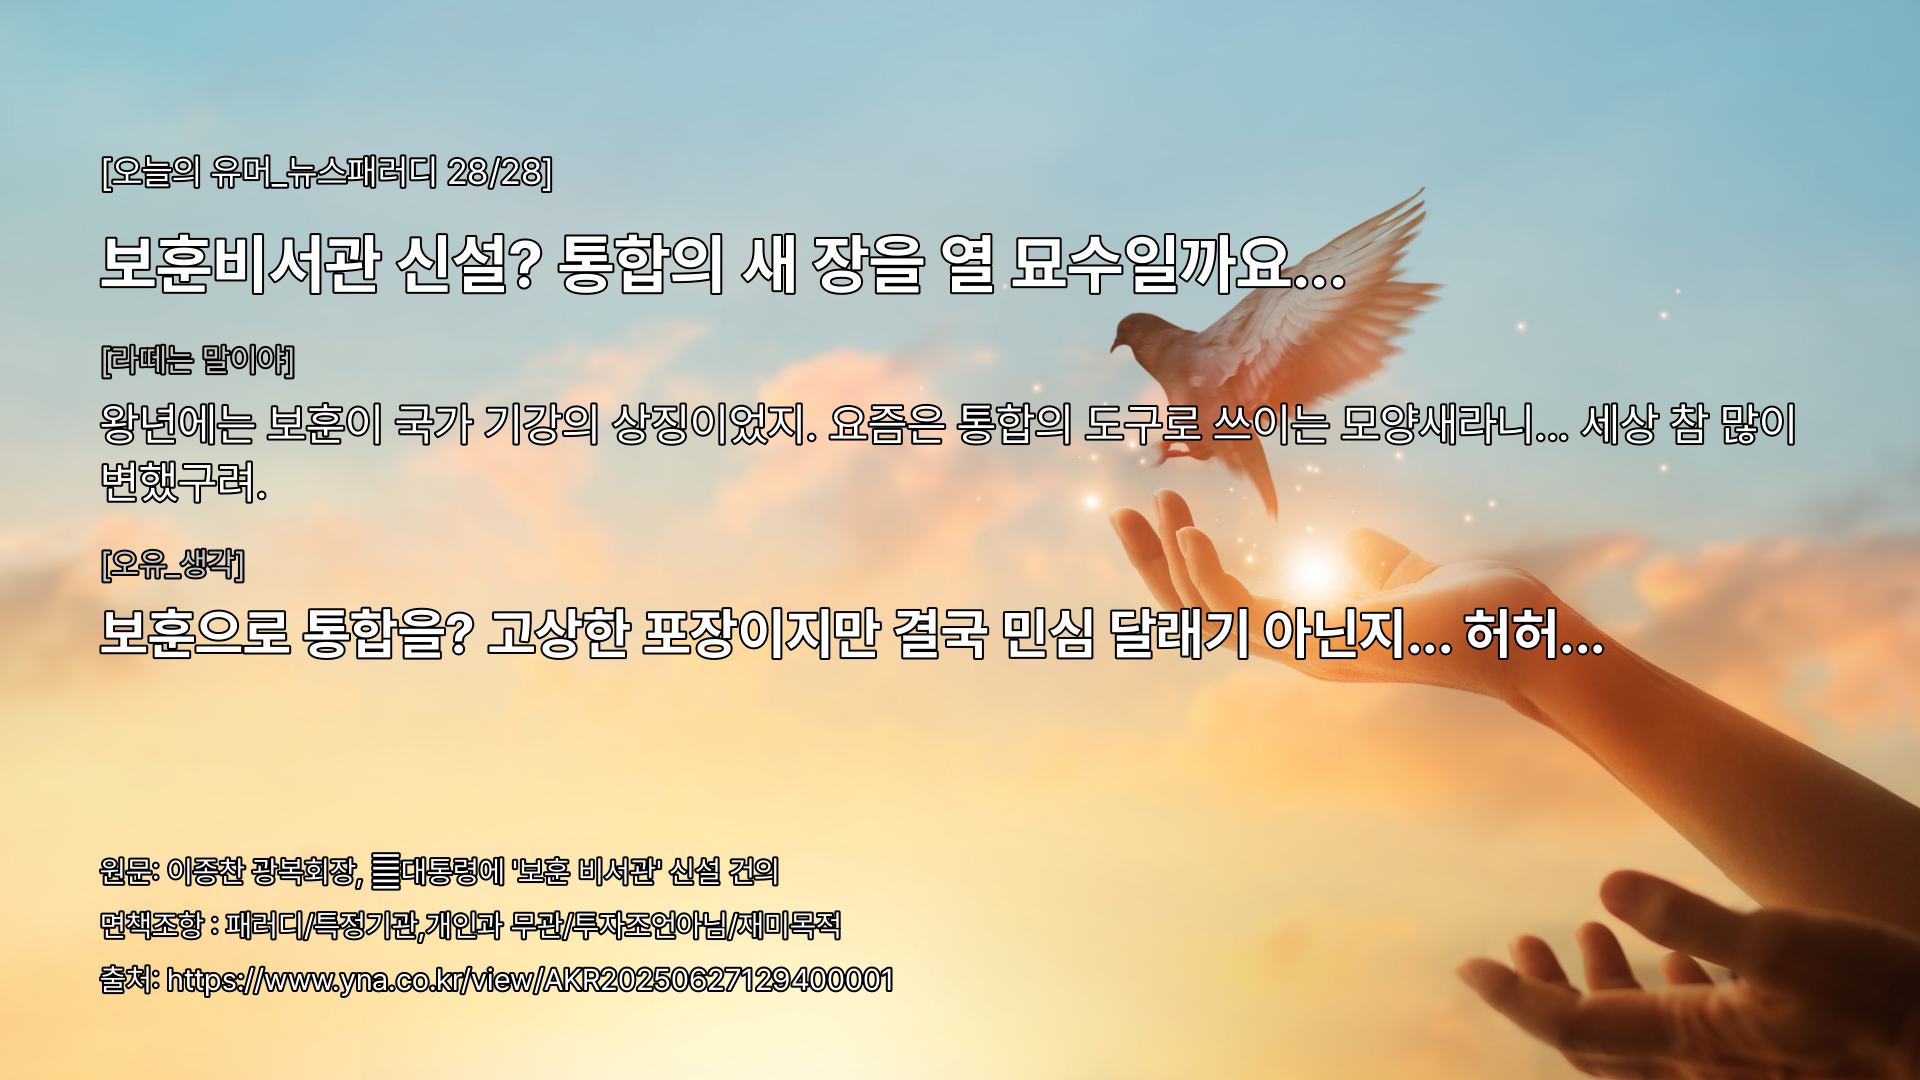 [오늘의 유머_뉴스패러디 28/28]
보훈비서관 신설? 통합의 새 장을 열 묘수일까요...
[라떼는 말이야]
왕년에는 보훈이 국가 기강의 상징이었지. 요즘은 통합의 도구로 쓰이는 모양새라니... 세상 참 많이
변했구려.
[오유_생각]
보훈으로 통합을? 고상한 포장이지만 결국 민심 달래기 아닌지... 허허...
원문: 이종찬 광복회장, 대통령에 '보훈 비서관' 신설 건의
면책조항 : 패러디/특정기관,개인과 무관/투자조언아님/재미목적
출처: https://www.yna.co.kr/view/AKR20250627129400001